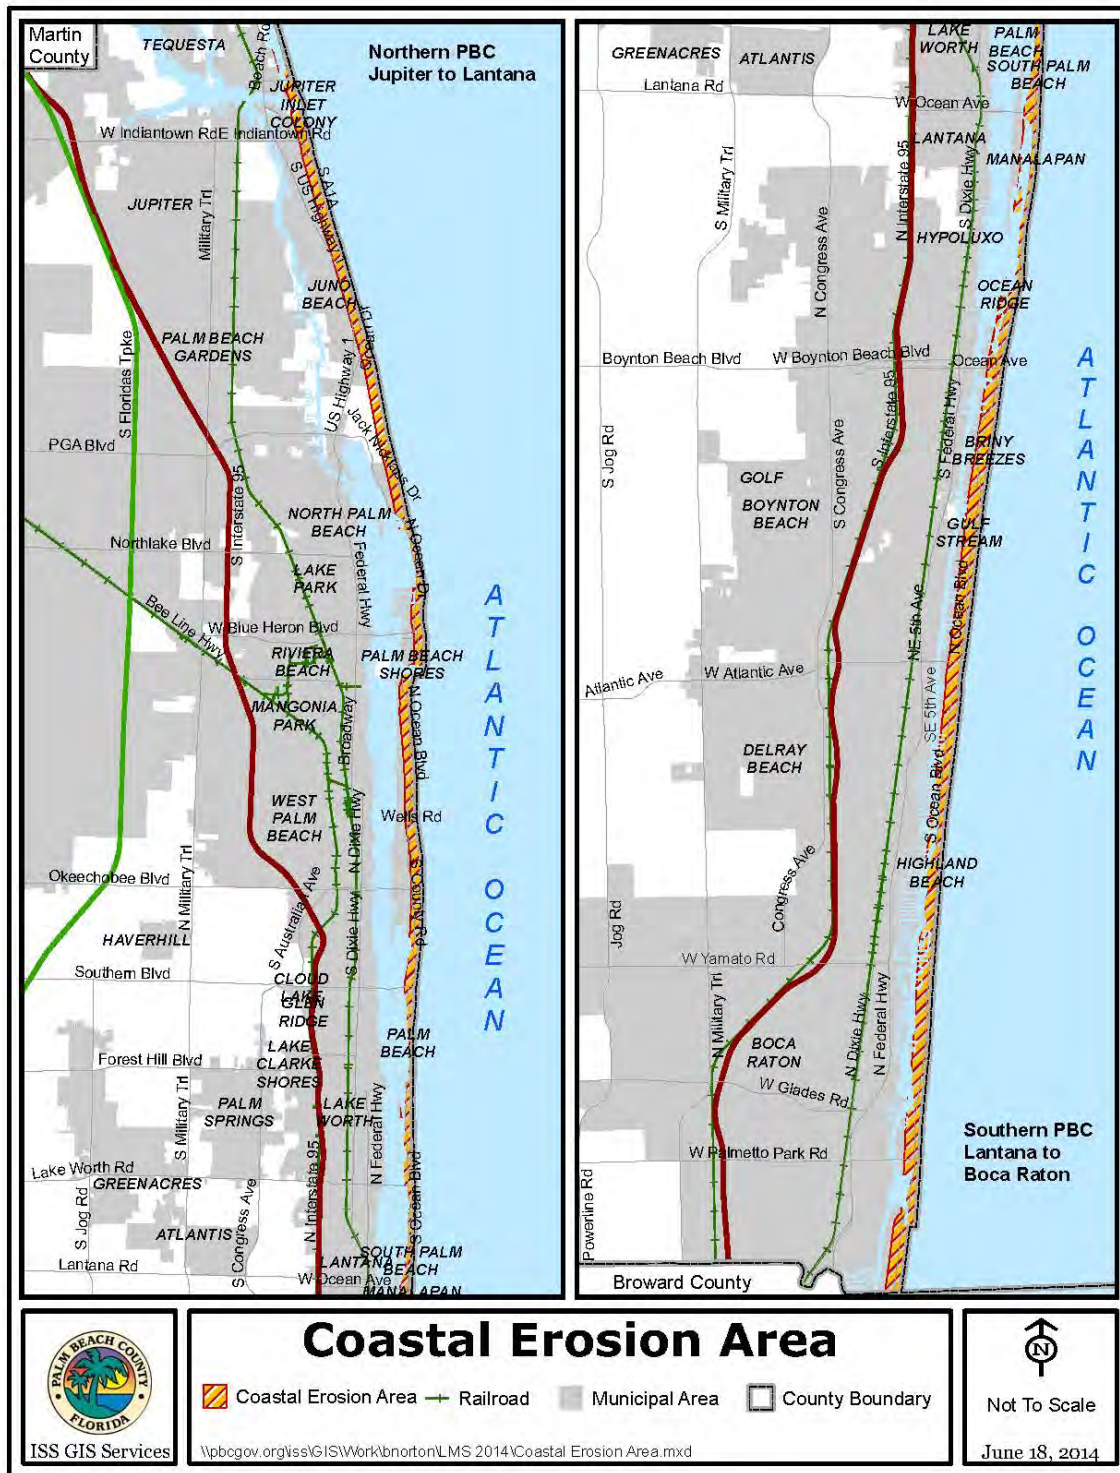 Martin
County
TEQUESTA
Beach Rd
Northern PBC
Jupiter to Lantana
JUPITER
INLET
COLONY
W Indiantown Rd
E Indiantown Rd
S A1A
S US Highway 1
JUPITER
Military Trl
JUNO
BEACH
PALM BEACH
GARDENS
S Floridas Tpke
Ocean Dr
US Highway 1
Jack Nicklaus Dr
PGA Blvd
S Interstate 95
NORTH PALM
BEACH
N Ocean Dr
Northlake Blvd
Federal Hwy
LAKE
PARK
Bee Line Hwy
W Blue Heron Blvd
RIVIERA
BEACH
PALM BEACH
SHORES
MANGONIA
PARK
Broadway
N Ocean Blvd
WEST
PALM
BEACH
Wells Rd
N Dixie Hwy
N Military Trl
Okeechobee Blvd
S Australian Ave
S County Rd
S Dixie Hwy
HAVERHILL
Southern Blvd
CLOUD
LAKE
GLEN
RIDGE
PALM
BEACH
LAKE
CLARKE
SHORES
Forest Hill Blvd
S Military Trl
PALM
SPRINGS
LAKE
WORTH
N Federal Hwy
Lake Worth Rd
GREENACRES
N Interstate 95
S Ocean Blvd
S Jog Rd
S Congress Ave
ATLANTIS
SOUTH PALM
BEACH
Lantana Rd
LANTANA
W Ocean Ave
MANALAPAN
ATLANTIC OCEAN
LAKE
WORTH
PALM
BEACH
GREENACRES
ATLANTIS
SOUTH PALM
BEACH
Lantana Rd
W Ocean Ave
LANTANA
MANALAPAN
S Military Trl
N Interstate 95
S Dixie Hwy
N Congress Ave
HYPOLUXO
OCEAN
RIDGE
Boynton Beach Blvd
W Boynton Beach Blvd
Ocean Ave
S Interstate 95
S Federal Hwy
S Jog Rd
S Congress Ave
BRINY
BREEZES
GOLF
BOYNTON
BEACH
GULF
STREAM
N Ocean Blvd
NE 5th Ave
Atlantic Ave
W Atlantic Ave
SE 5th Ave
DELRAY
BEACH
S Ocean Blvd
HIGHLAND
BEACH
Congress Ave
Jog Rd
W Yamato Rd
N Military Trl
N Dixie Hwy
N Federal Hwy
BOCA
RATON
W Glades Rd
W Palmetto Park Rd
Powerline Rd
Southern PBC
Lantana to
Boca Raton
Broward County
ATLANTIC OCEAN
PALM BEACH COUNTY
FLORIDA
ISS GIS Services
Coastal Erosion Area
Coastal Erosion Area
Railroad
Municipal Area
County Boundary
\\pbcgov.org\iss\GIS\Work\bnorton\LMS 2014\Coastal Erosion Area.mxd
N
Not To Scale
June 18, 2014